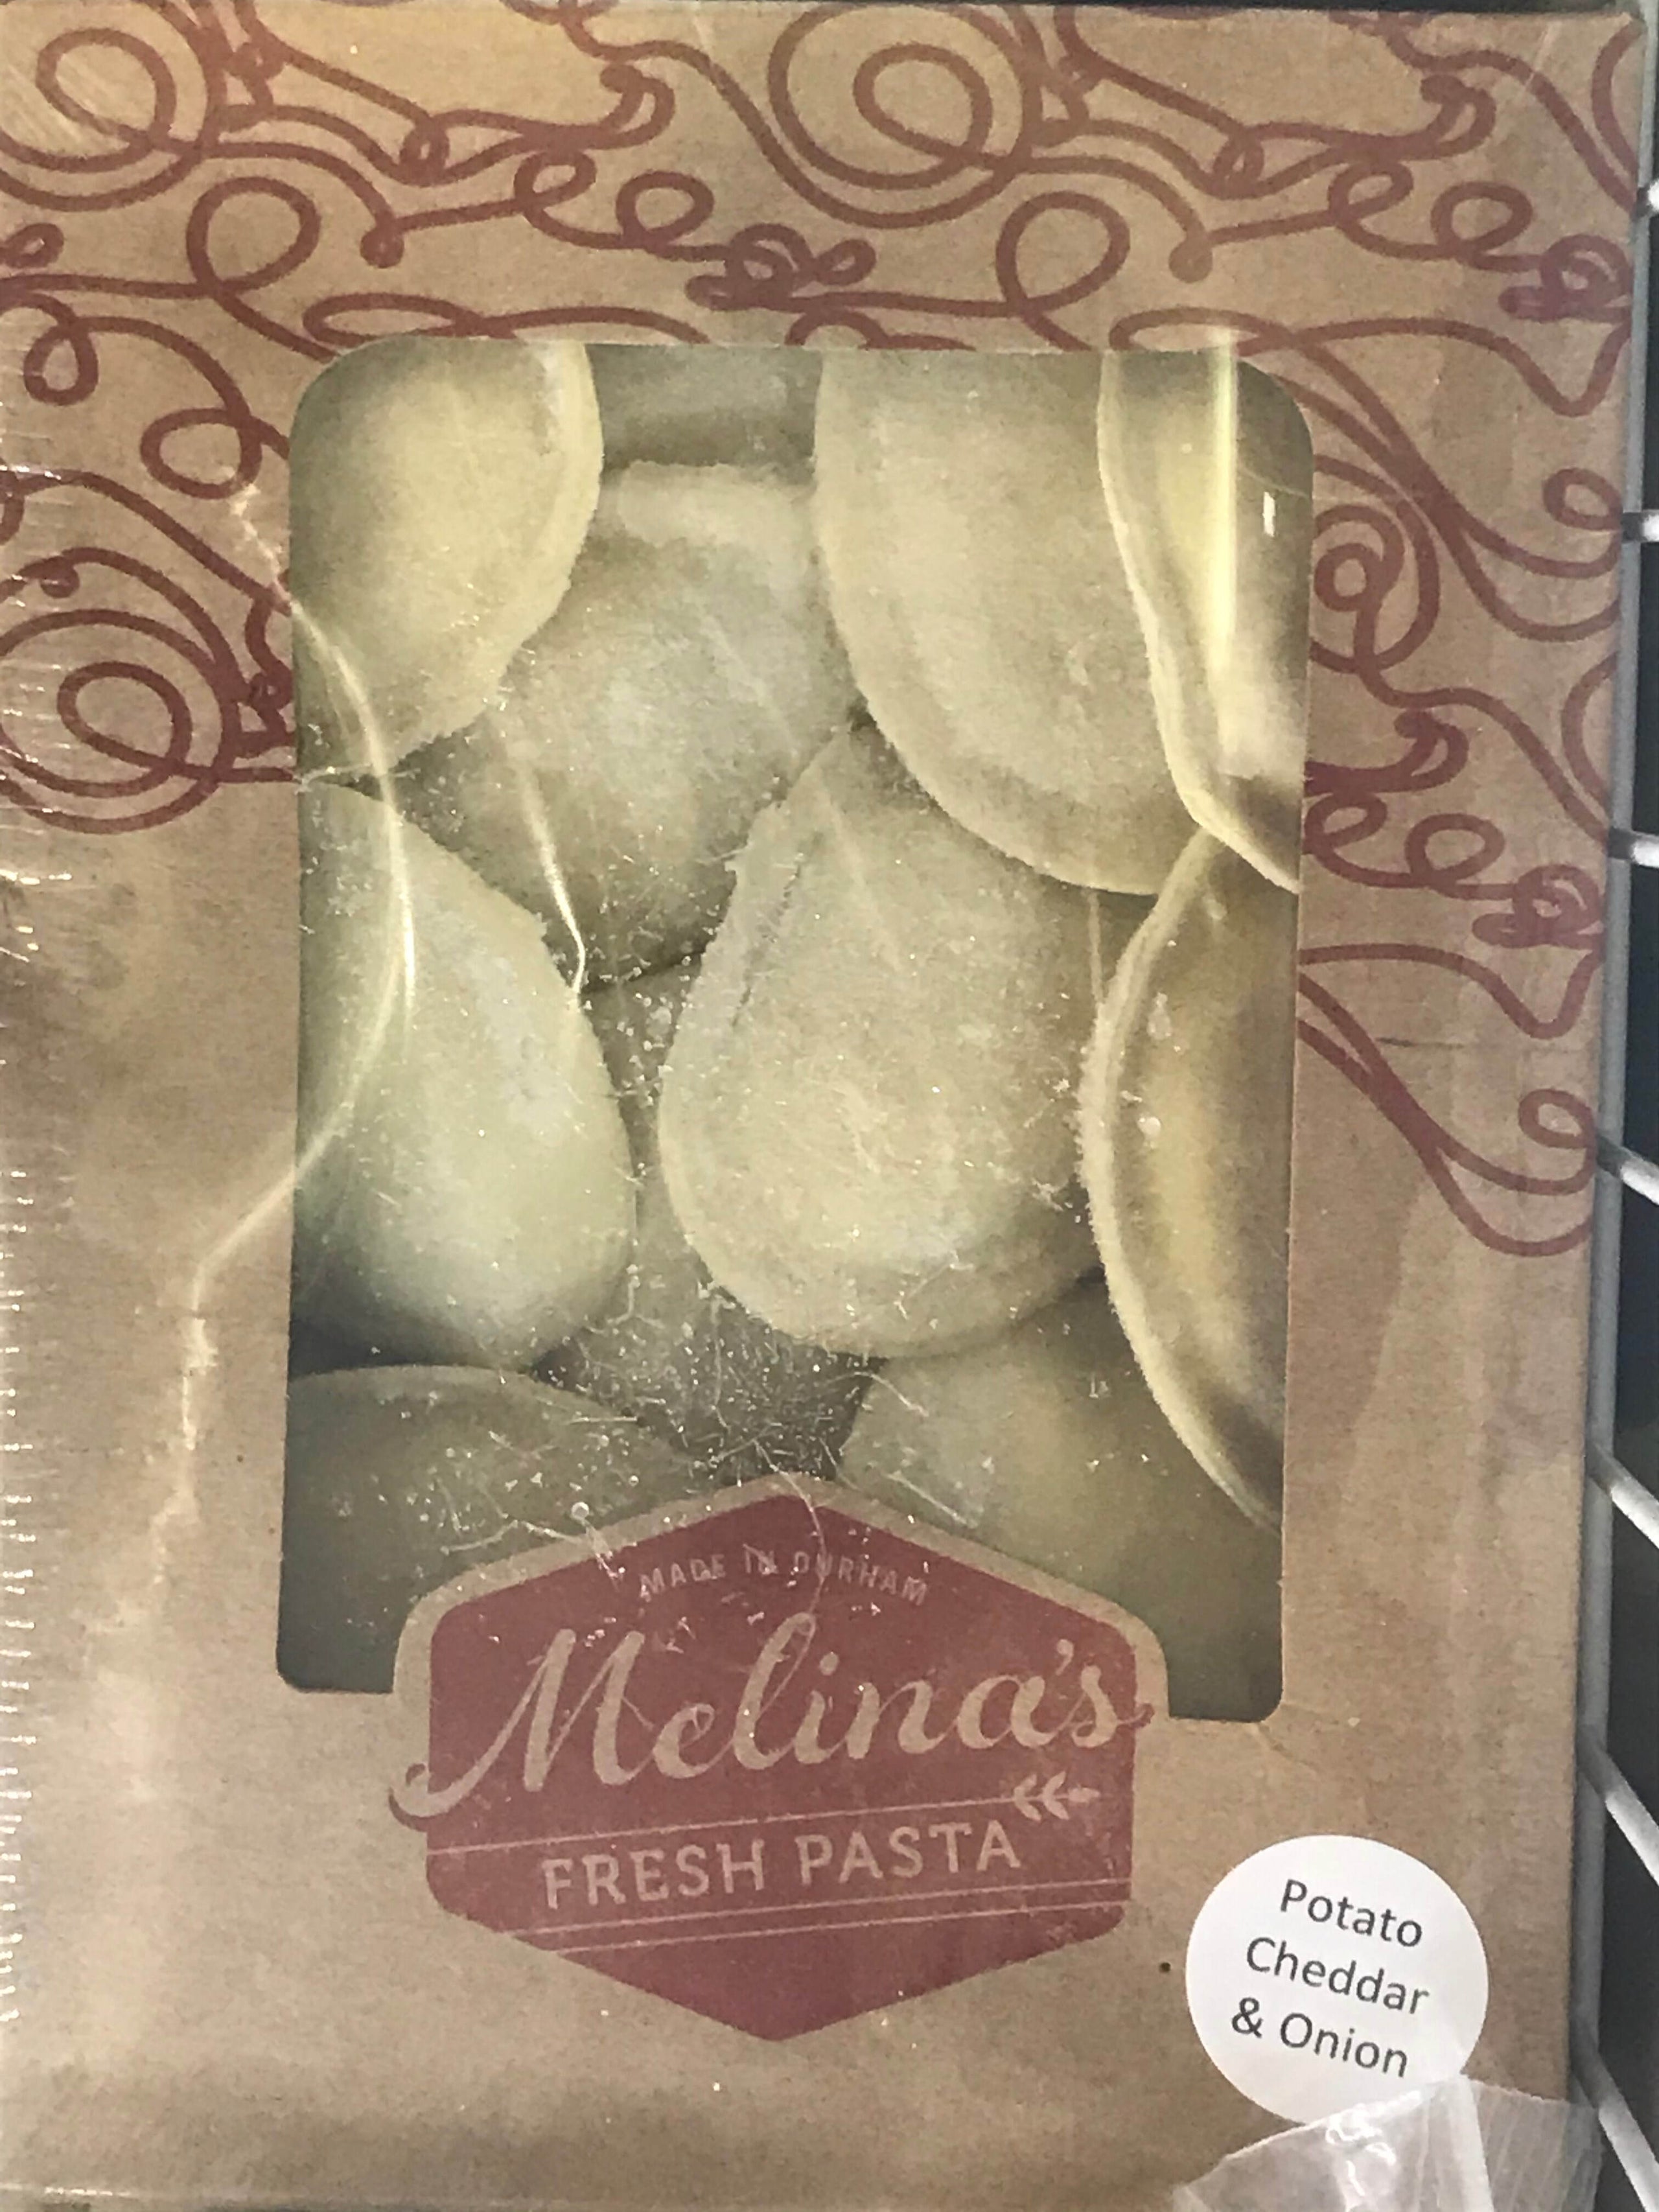 MADE IN DURHAM
Melina's
FRESH PASTA
Potato
Cheddar
& Onion